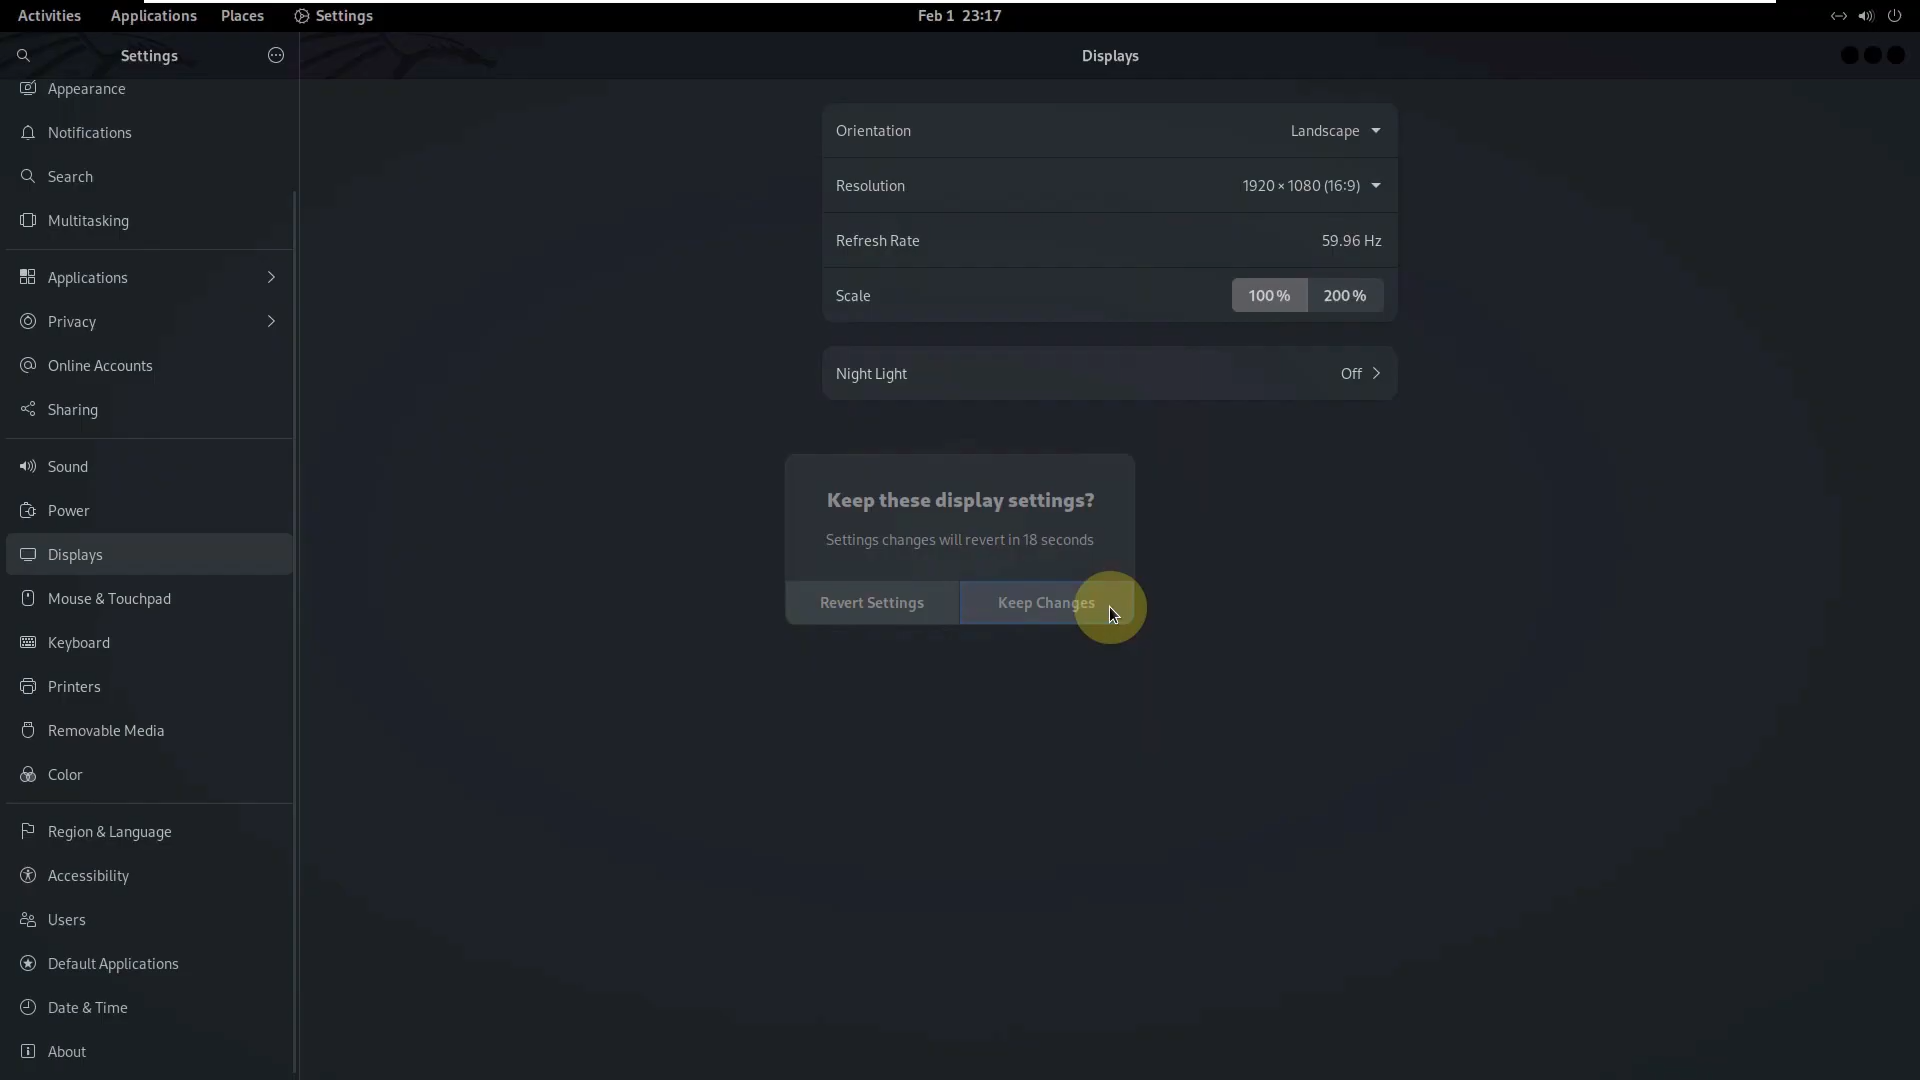 Activities Applications Places Settings Feb 1 23:17
Settings Displays
Appearance
Notifications
Search
Multitasking
Applications
Privacy
Online Accounts
Sharing
Sound
Power
Displays
Mouse & Touchpad
Keyboard
Printers
Removable Media
Color
Region & Language
Accessibility
Users
Default Applications
Date & Time
About
Orientation Landscape
Resolution 1920 × 1080 (16:9)
Refresh Rate 59.96 Hz
Scale 100 % 200 %
Night Light Off
Keep these display settings?
Settings changes will revert in 18 seconds
Revert Settings Keep Changes